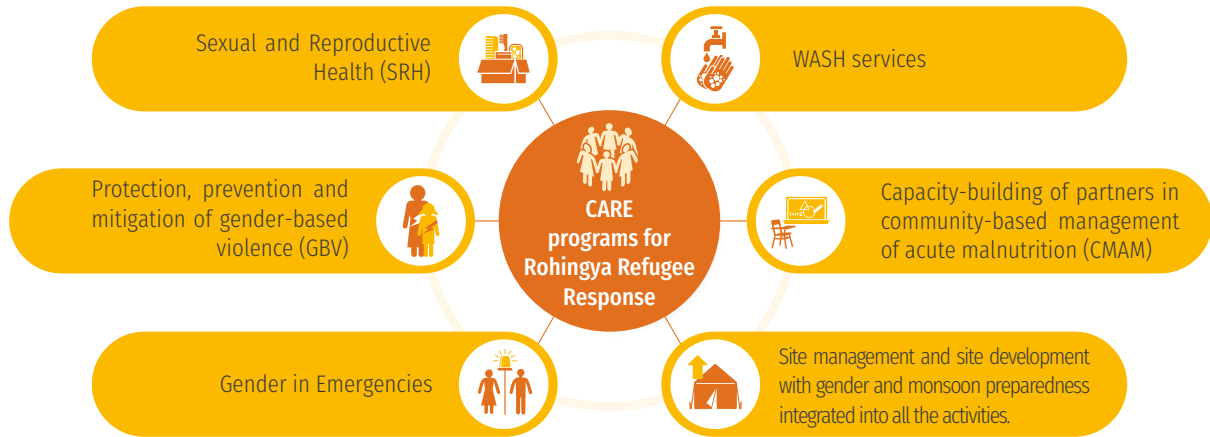 Sexual and Reproductive
Health (SRH)
WASH services
Protection, prevention and
mitigation of gender-based
violence (GBV)
CARE
programs for
Rohingya Refugee
Response
Capacity-building of partners in
community-based management
of acute malnutrition (CMAM)
Gender in Emergencies
Site management and site development
with gender and monsoon preparedness
integrated into all the activities.